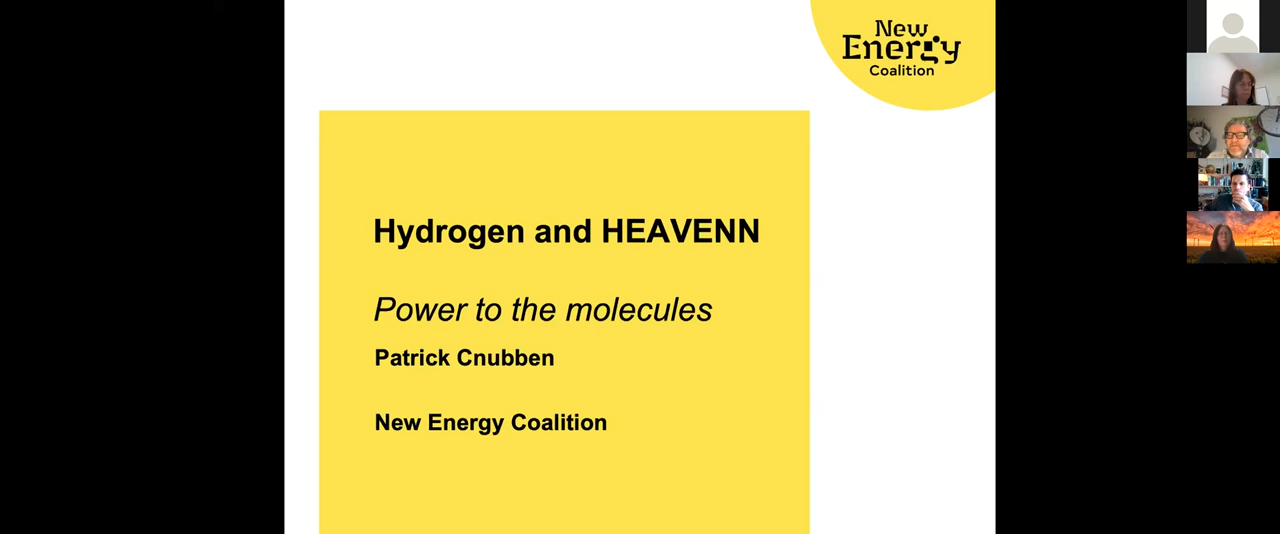 New
Energy
Coalition
Hydrogen and HEAVENN
Power to the molecules
Patrick Cnubben
New Energy Coalition